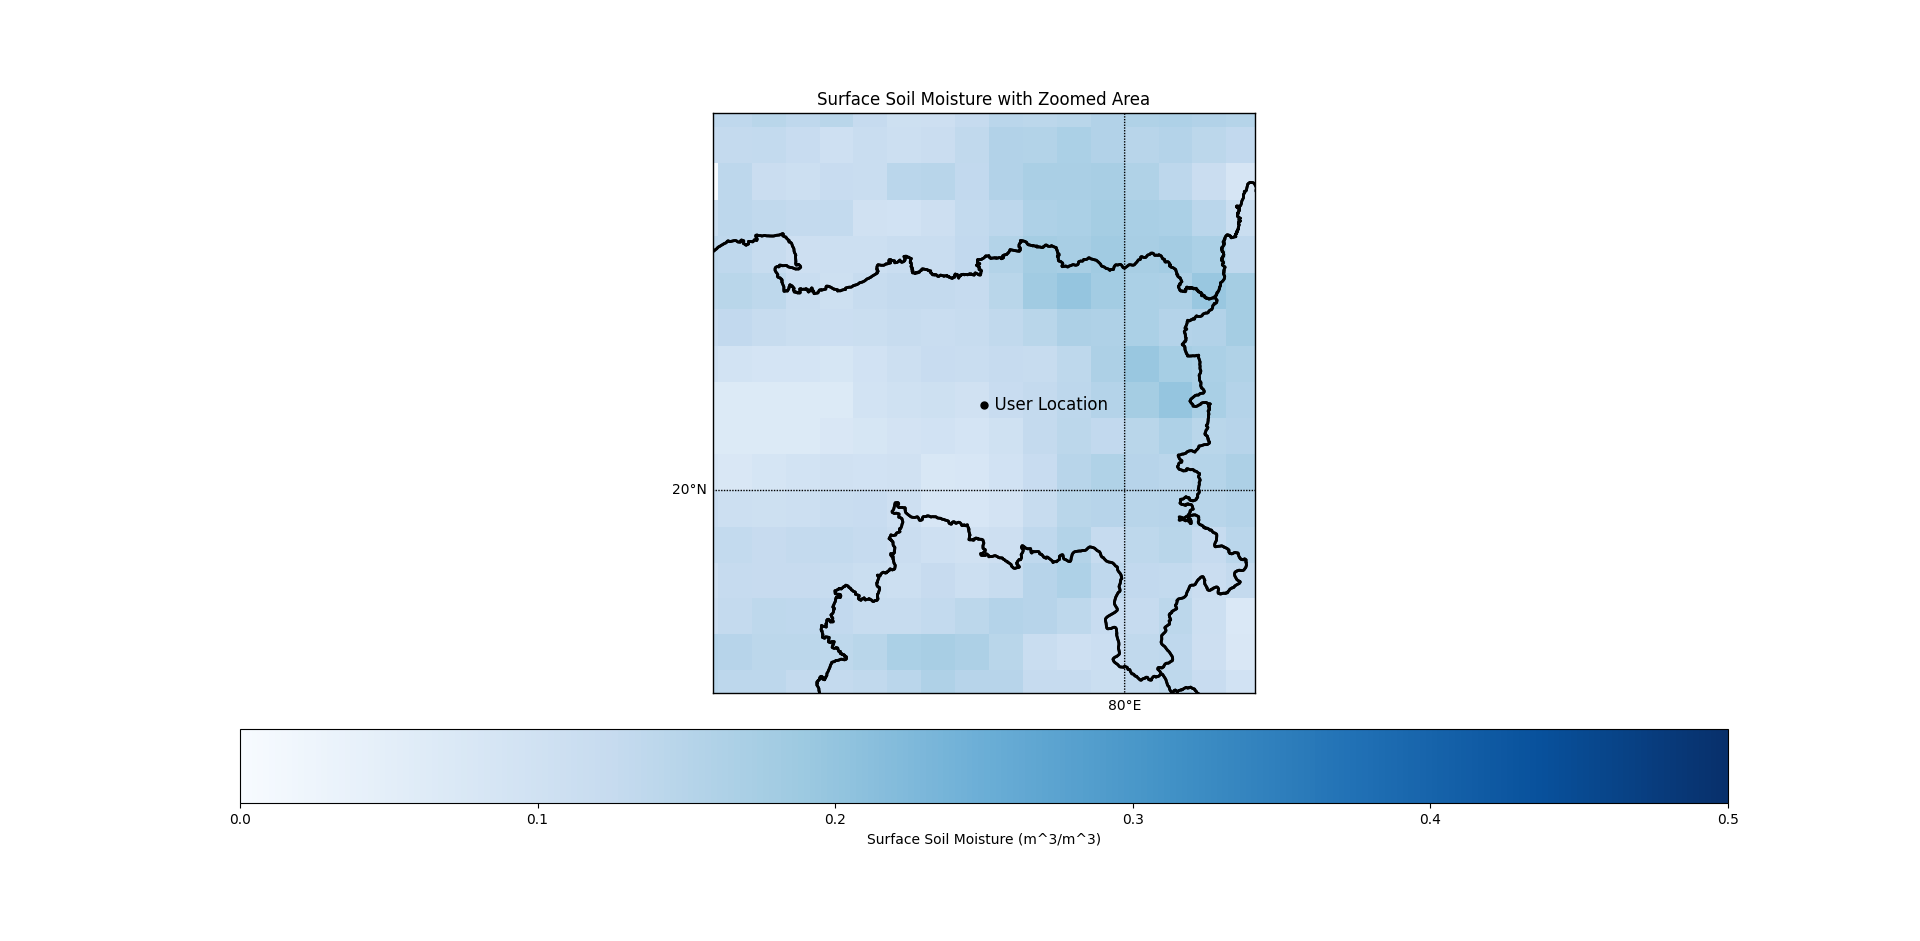 Surface Soil Moisture with Zoomed Area
User Location
20°N
80°E
0.0 0.1 0.2 0.3 0.4 0.5
Surface Soil Moisture (m^3/m^3)